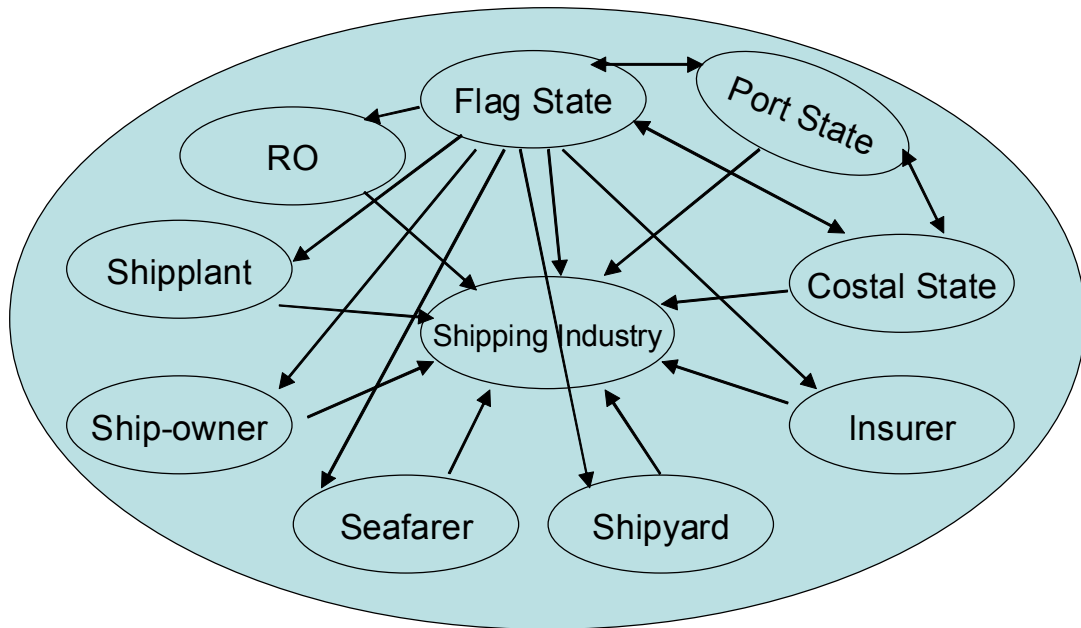 Flag State
Port State
RO
Shipplant
Costal State
Shipping Industry
Ship-owner
Insurer
Seafarer
Shipyard